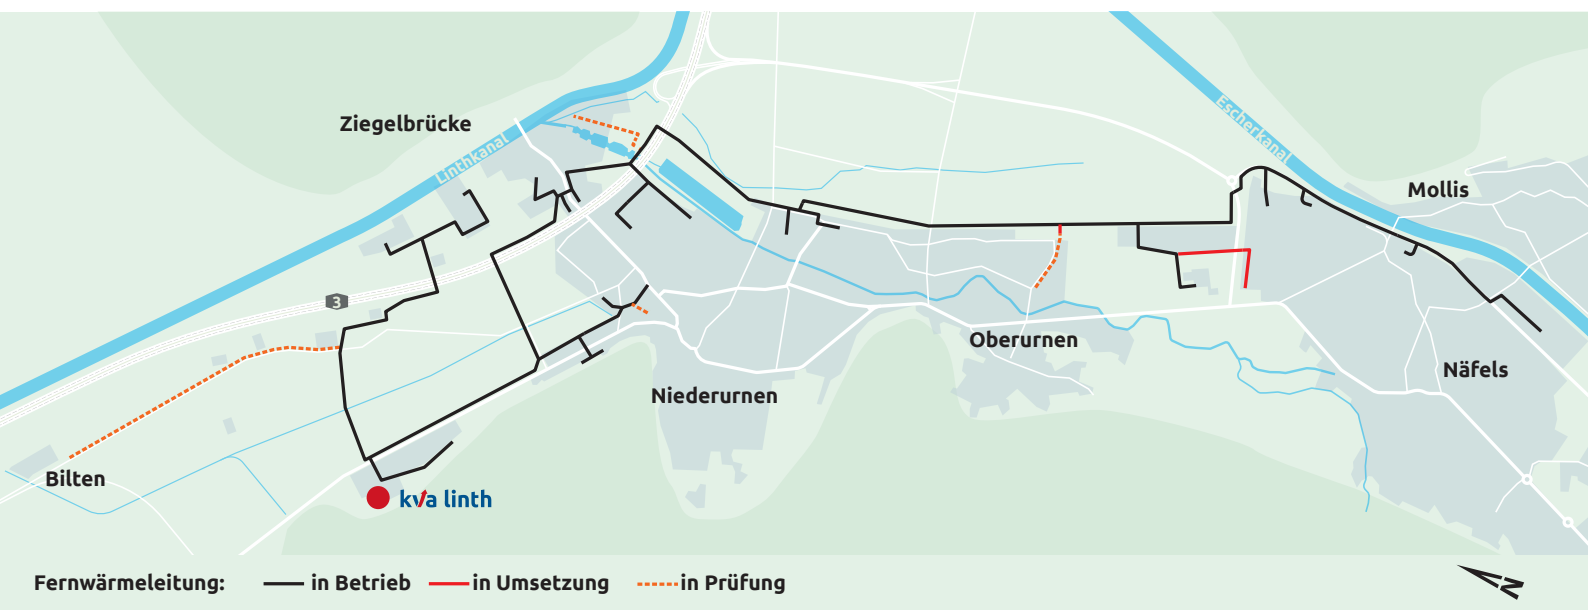 Ziegelbrücke
Linthkanal
Escherkanal
Mollis
3
Oberurnen
Näfels
Niederurnen
Bilten
kva linth
Fernwärmeleitung: in Betrieb in Umsetzung in Prüfung
N